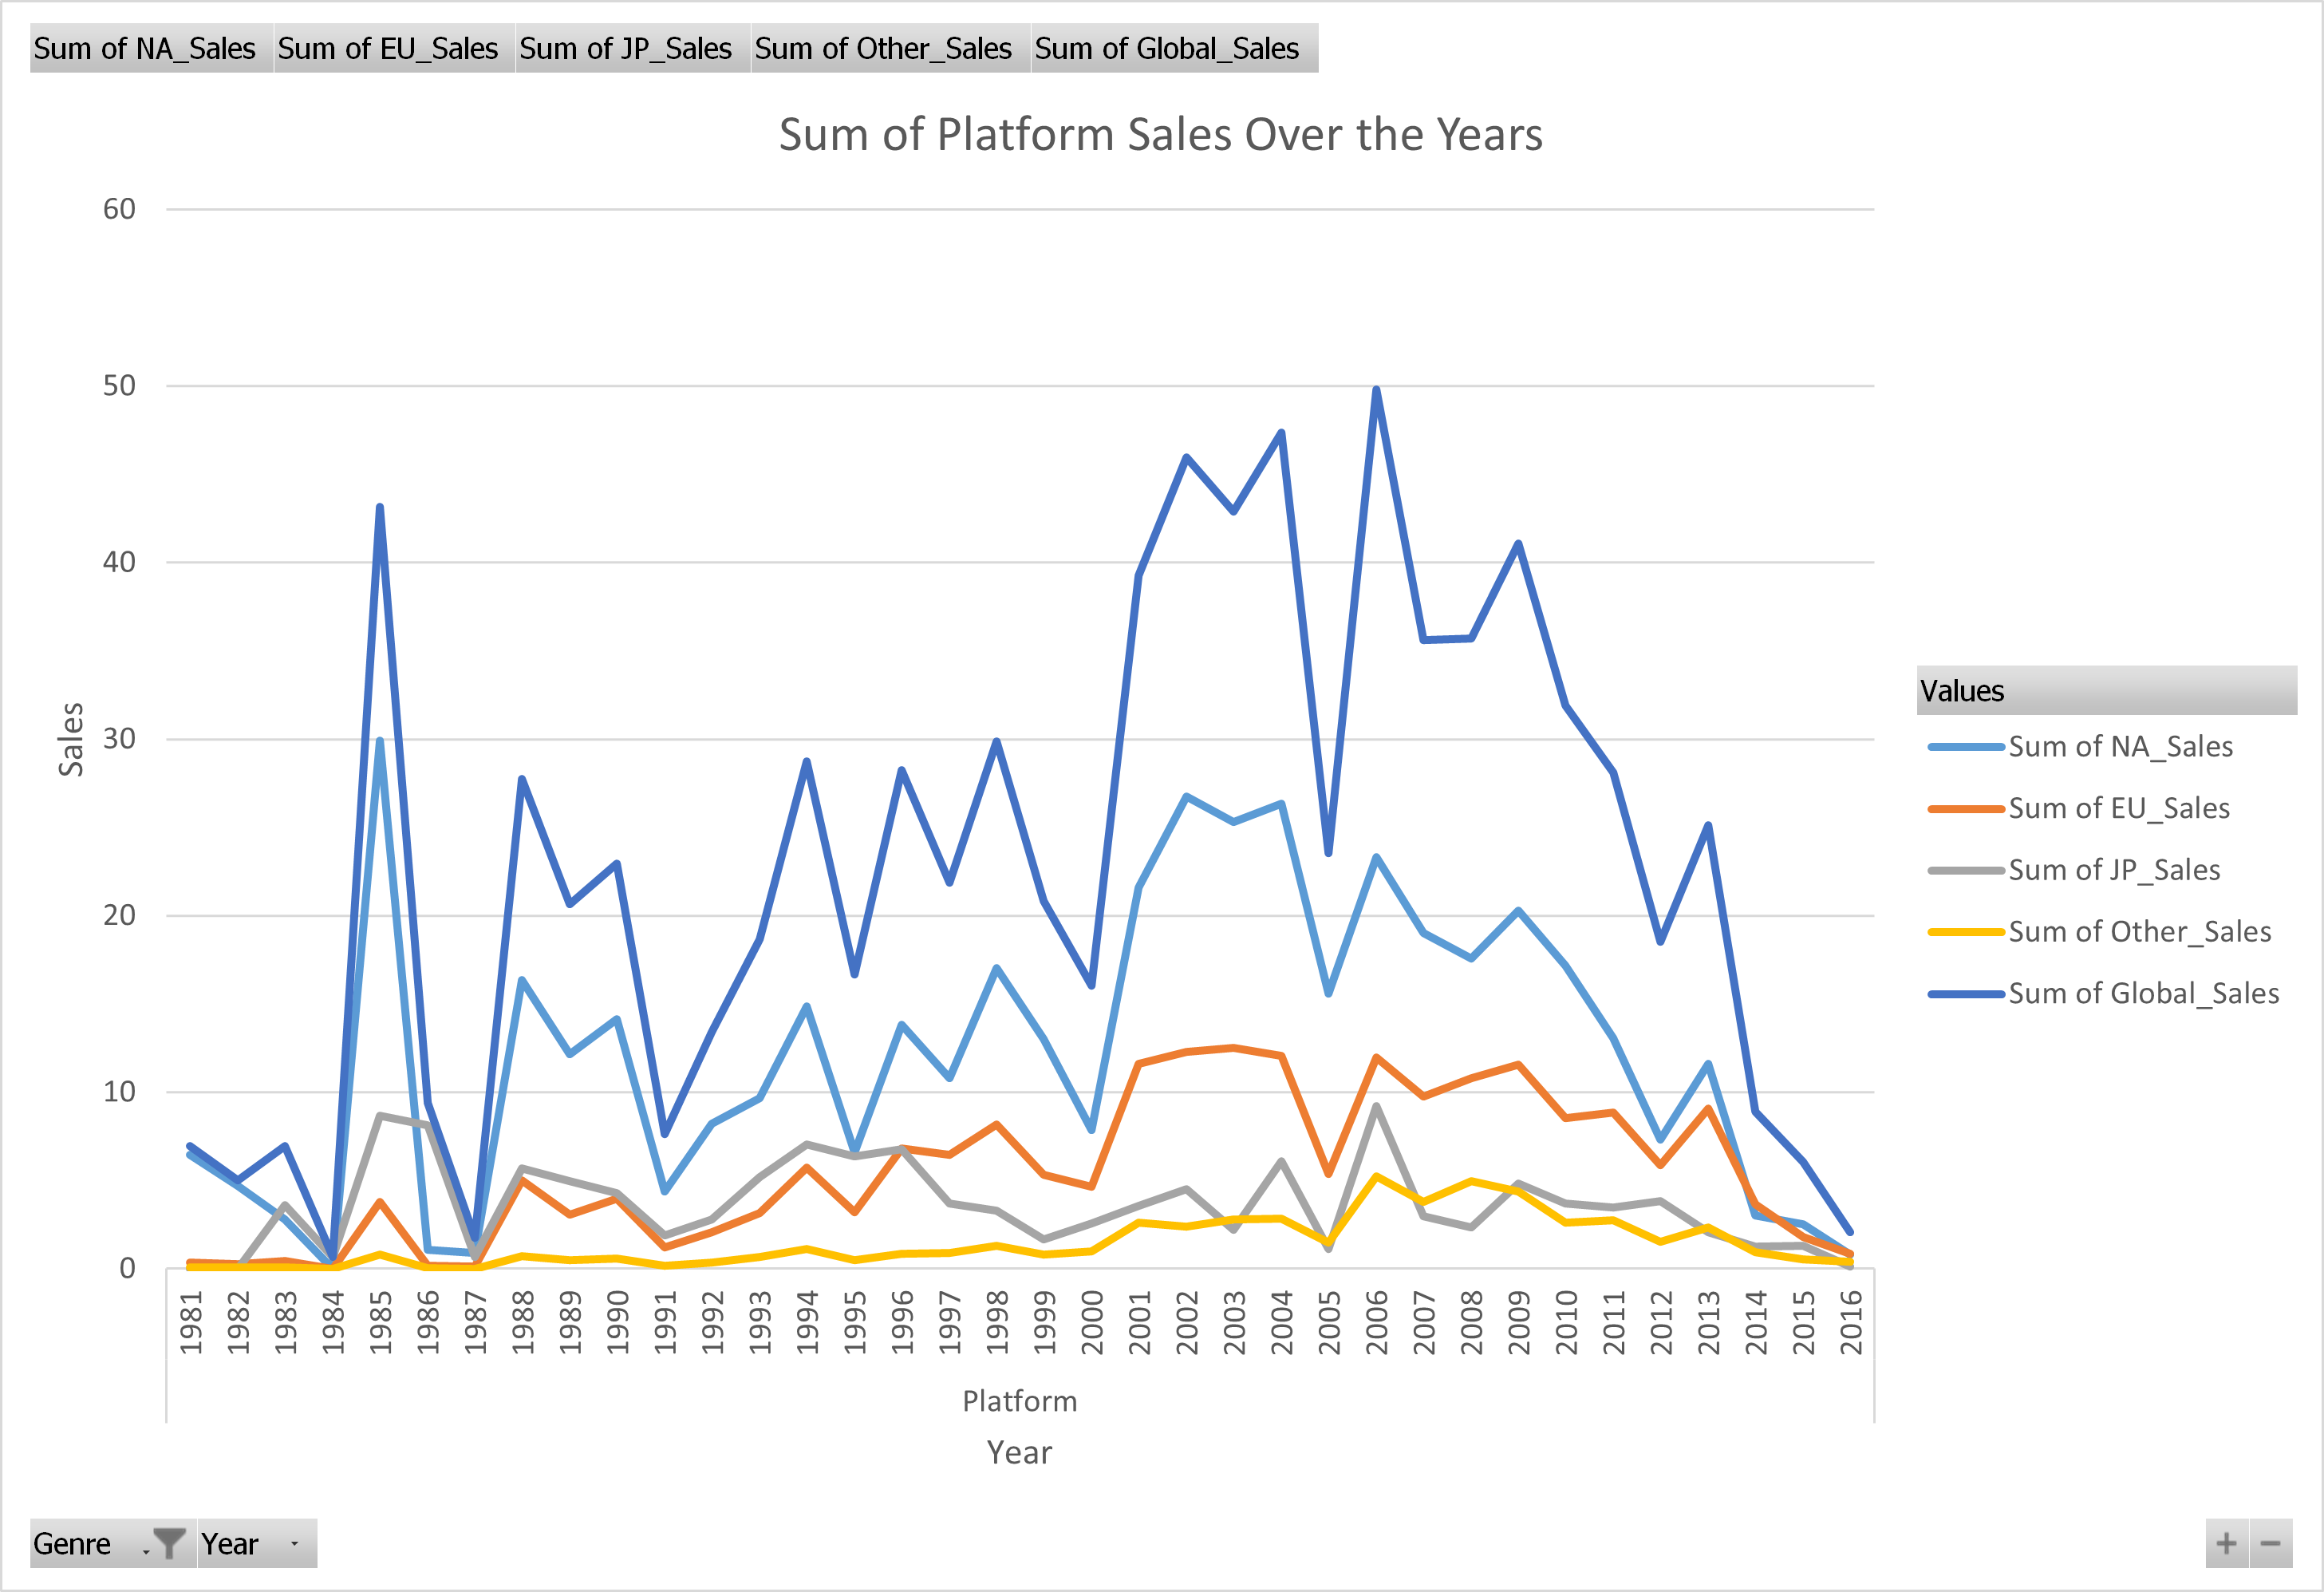 Sum of NA_Sales Sum of EU_Sales Sum of JP_Sales Sum of Other_Sales Sum of Global_Sales
Sum of Platform Sales Over the Years
60
50
40
30
20
10
0
Sales
1981 1982 1983 1984 1985 1986 1987 1988 1989 1990 1991 1992 1993 1994 1995 1996 1997 1998 1999 2000 2001 2002 2003 2004 2005 2006 2007 2008 2009 2010 2011 2012 2013 2014 2015 2016
Platform
Year
Values
Sum of NA_Sales
Sum of EU_Sales
Sum of JP_Sales
Sum of Other_Sales
Sum of Global_Sales
Genre Year
+ −